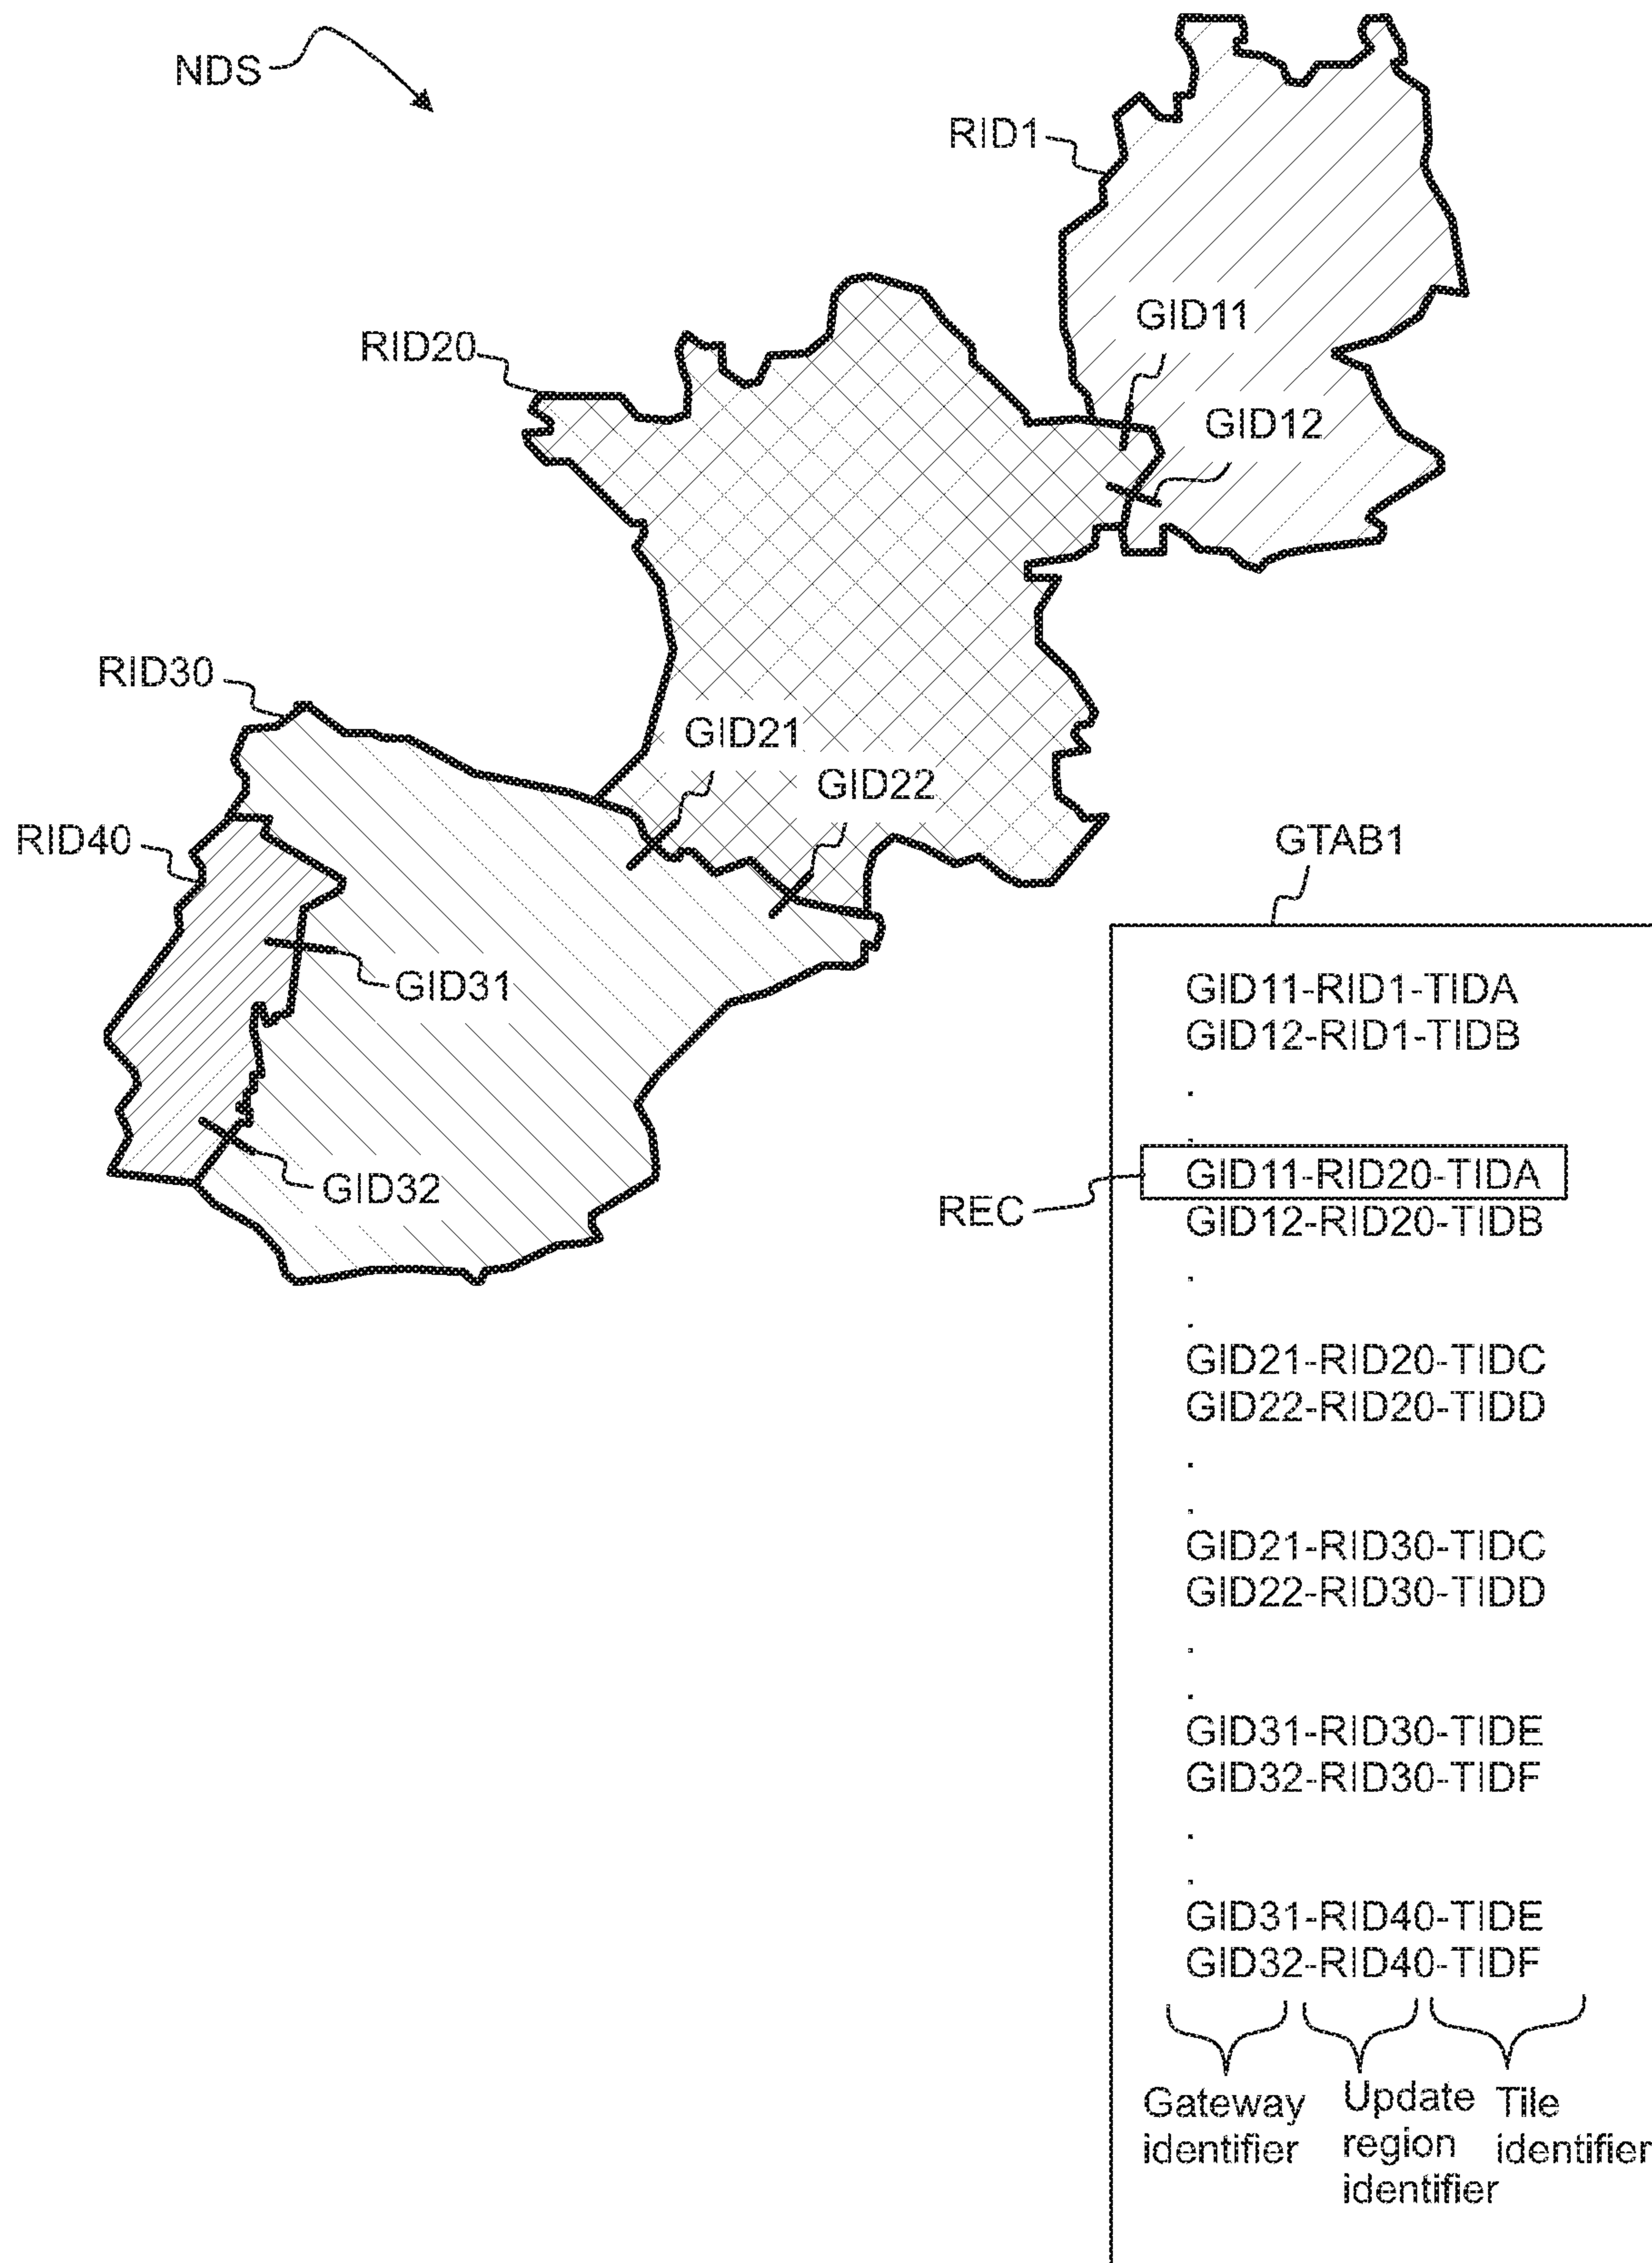 NDS
RID1
GID11
RID20
GID12
RID30
GID21
GID22
RID40
GTAB1
GID31
GID11-RID1-TIDA
GID12-RID1-TIDB
.
.
GID11-RID20-TIDA
GID32
REC
GID12-RID20-TIDB
.
.
GID21-RID20-TIDC
GID22-RID20-TIDD
.
.
GID21-RID30-TIDC
GID22-RID30-TIDD
.
.
GID31-RID30-TIDE
GID32-RID30-TIDF
.
.
GID31-RID40-TIDE
GID32-RID40-TIDF
Gateway
identifier
Update
region
identifier
Tile
identifier